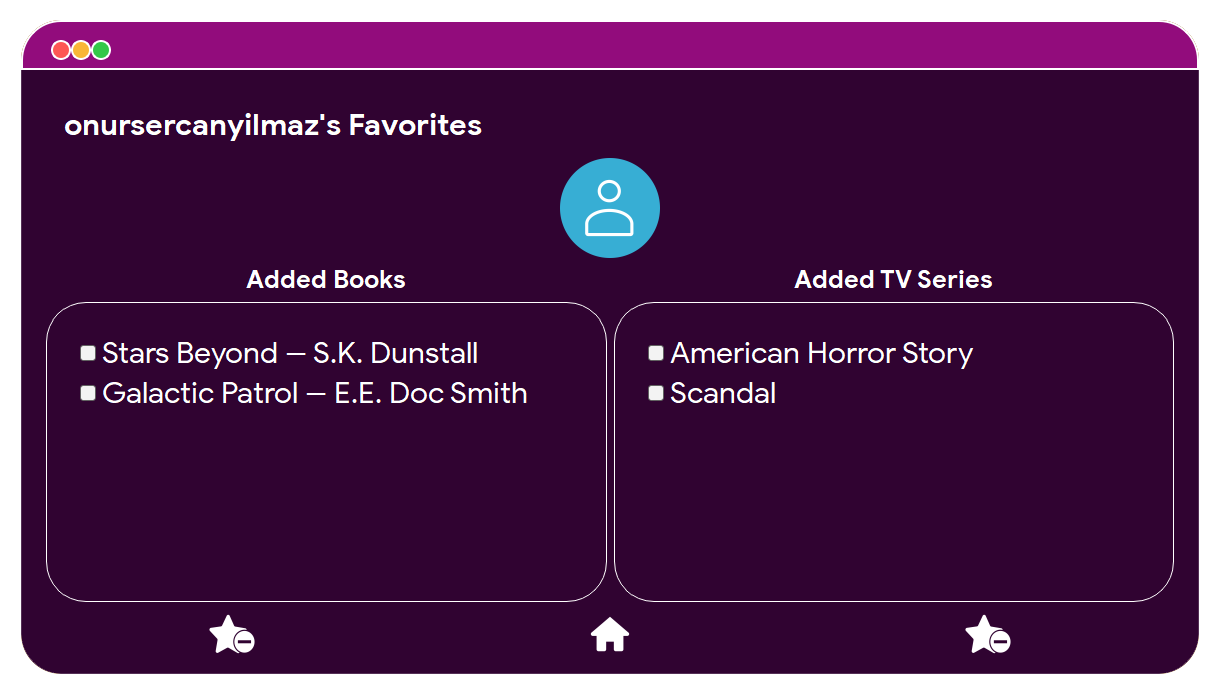 onursercanyilmaz's Favorites
Added Books
Stars Beyond — S.K. Dunstall
Galactic Patrol — E.E. Doc Smith
Added TV Series
American Horror Story
Scandal